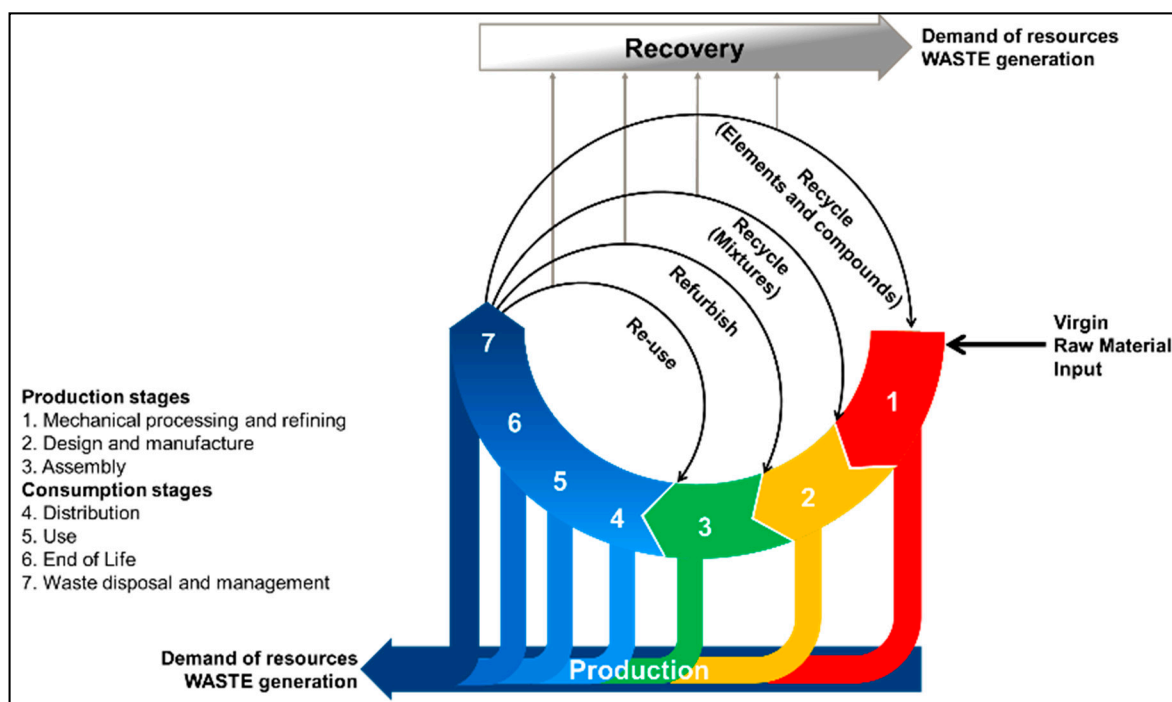 Recovery
Demand of resources
WASTE generation
Recycle
(Elements and compounds)
Recycle
(Mixtures)
Refurbish
Re-use
Virgin
Raw Material
Input
7
6
5
4
3
2
1
Production stages
1. Mechanical processing and refining
2. Design and manufacture
3. Assembly
Consumption stages
4. Distribution
5. Use
6. End of Life
7. Waste disposal and management
Demand of resources
WASTE generation
Production